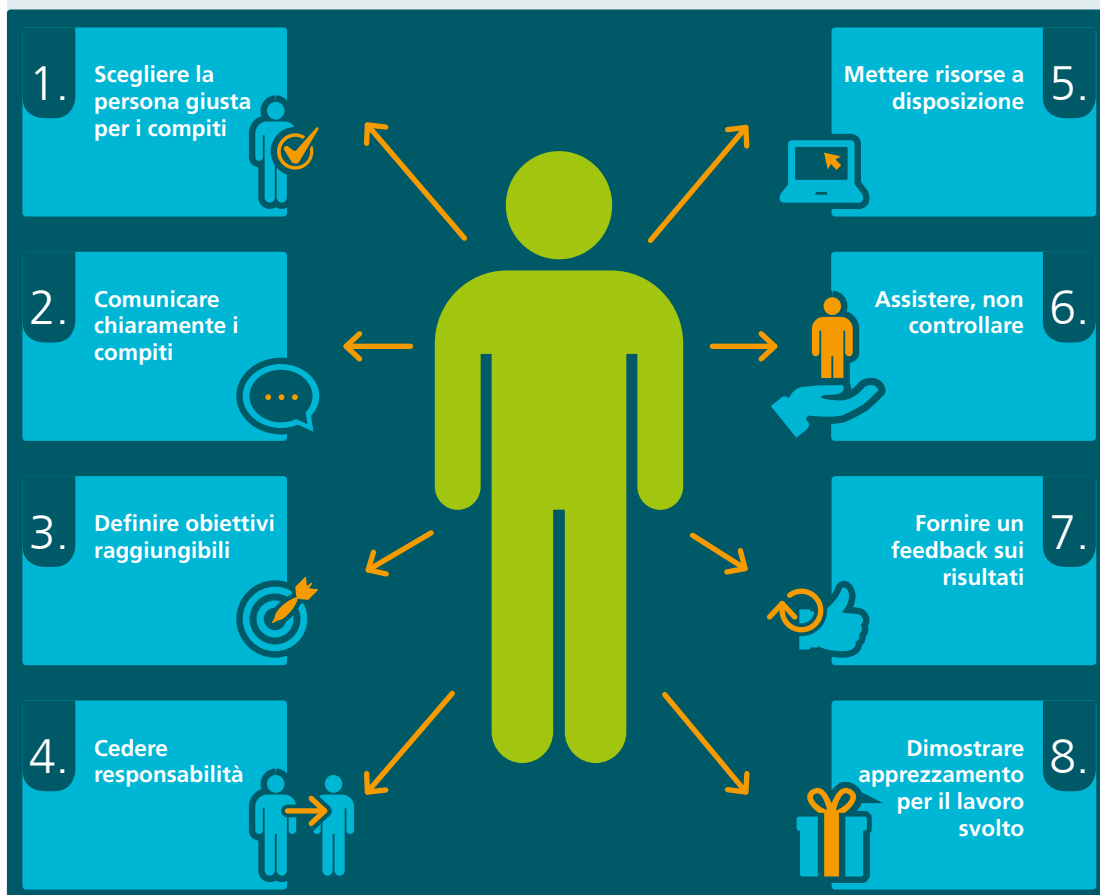 1.
Scegliere la
persona giusta
per i compiti
2.
Comunicare
chiaramente i
compiti
3.
Definire obiettivi
raggiungibili
4.
Cedere
responsabilità
Mettere risorse a
disposizione
5.
Assistere, non
controllare
6.
Fornire un
feedback sui
risultati
7.
Dimostrare
apprezzamento
per il lavoro
svolto
8.